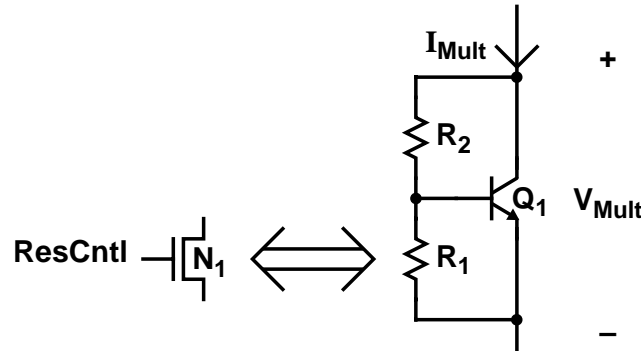 I_Mult
+
R_2
Q_1
V_Mult
ResCntl
N_1
R_1
–